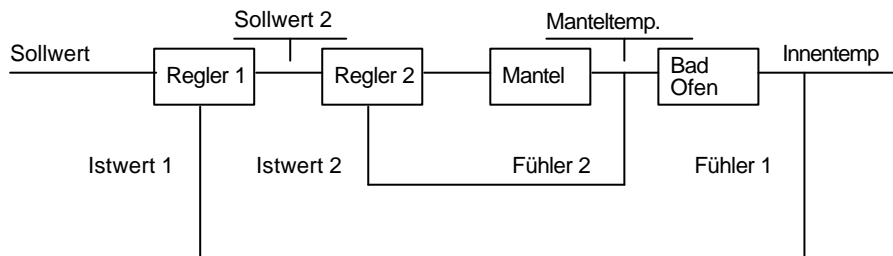 Sollwert 2
Manteltemp.
Sollwert
Innentemp
Regler 1
Regler 2
Mantel
Bad
Ofen
Istwert 1
Istwert 2
Fühler 2
Fühler 1